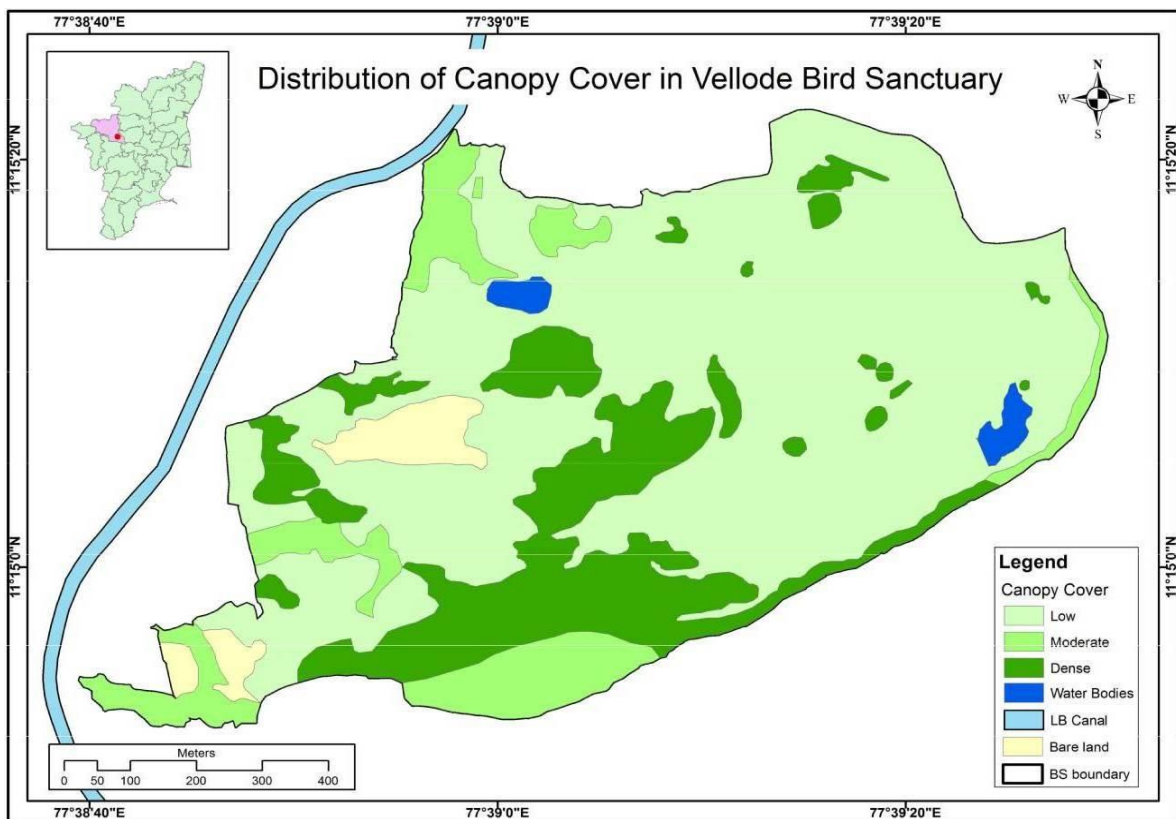 77°38'40"E
77°39'0"E
77°39'20"E
Distribution of Canopy Cover in Vellode Bird Sanctuary
N
W E
S
11°15'20"N
11°15'20"N
11°15'0"N
11°15'0"N
Legend
Canopy Cover
Low
Moderate
Dense
Water Bodies
LB Canal
Bare land
BS boundary
Meters
0 50 100 200 300 400
77°38'40"E
77°39'0"E
77°39'20"E